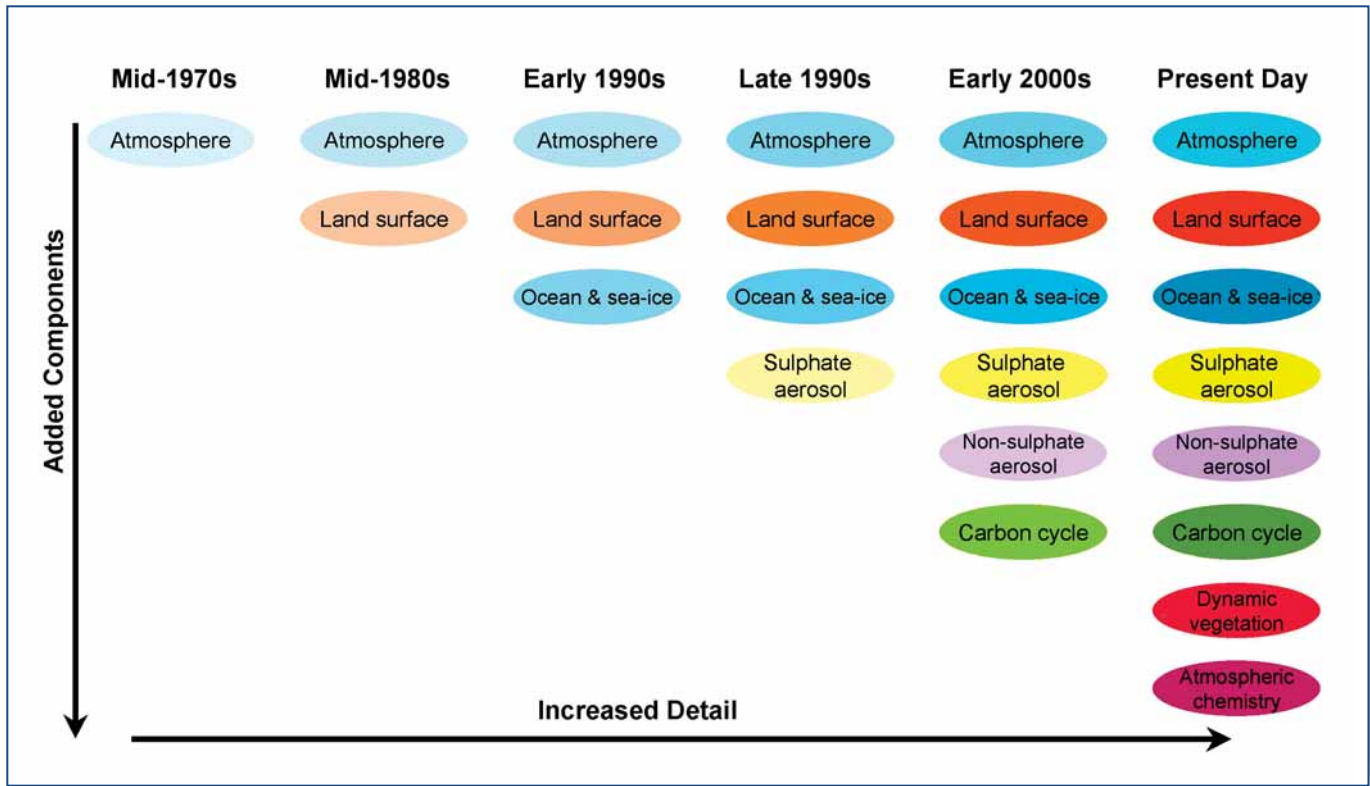 Mid-1970s Mid-1980s Early 1990s Late 1990s Early 2000s Present Day
Atmosphere Atmosphere Atmosphere Atmosphere Atmosphere Atmosphere
Land surface Land surface Land surface Land surface Land surface
Ocean & sea-ice Ocean & sea-ice Ocean & sea-ice Ocean & sea-ice
Sulphate Sulphate Sulphate
aerosol aerosol aerosol
Non-sulphate Non-sulphate
aerosol aerosol
Carbon cycle Carbon cycle
Dynamic
vegetation
Atmospheric
chemistry
Added Components
Increased Detail